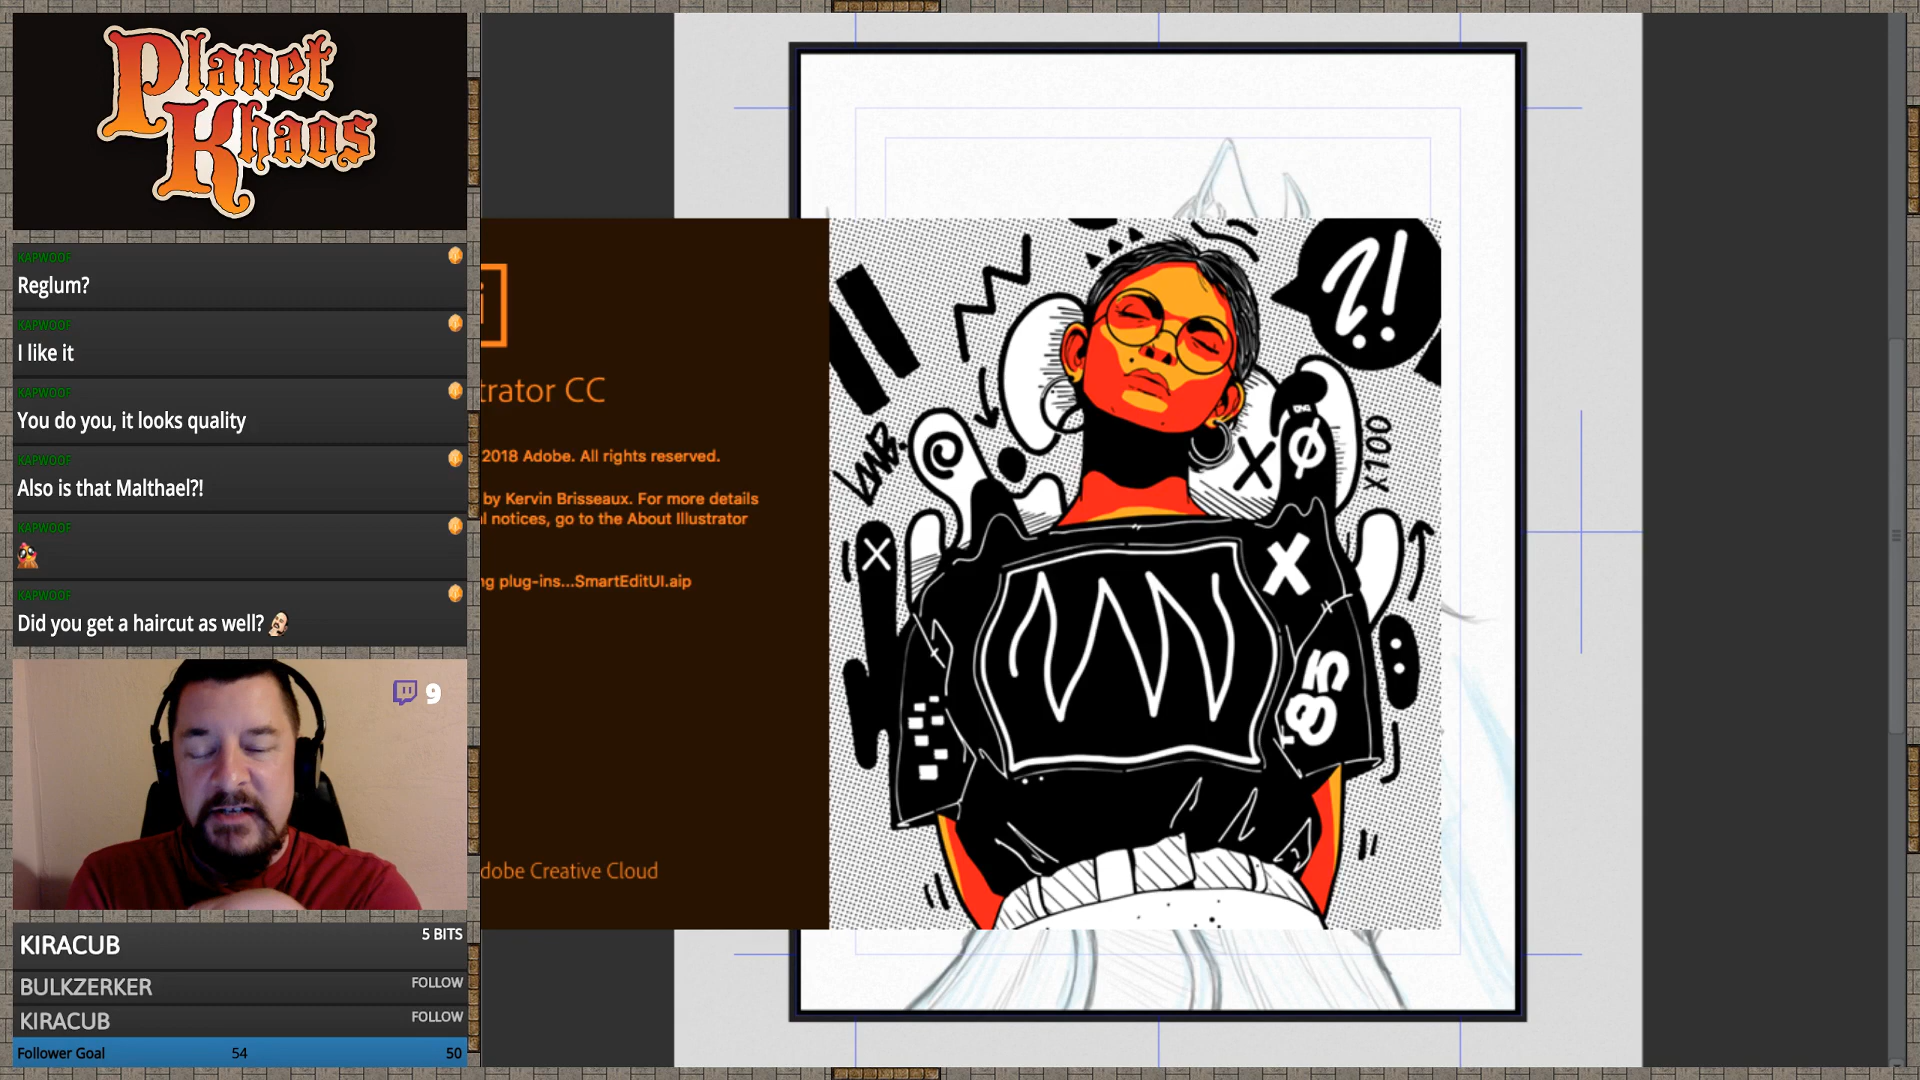 Planet
Khaos
KAPWOOF
Reglum?
KAPWOOF
I like it
KAPWOOF
You do you, it looks quality
KAPWOOF
Also is that Malthael?!
KAPWOOF
KAPWOOF
Did you get a haircut as well?
9
KIRACUB 5 BITS
BULKZERKER FOLLOW
KIRACUB FOLLOW
Follower Goal 54 50
trator CC
2018 Adobe. All rights reserved.
by Kervin Brisseaux. For more details
l notices, go to the About Illustrator
ng plug-ins...SmartEditUI.aip
dobe Creative Cloud
?!
X Ø
X100
X
X
'85